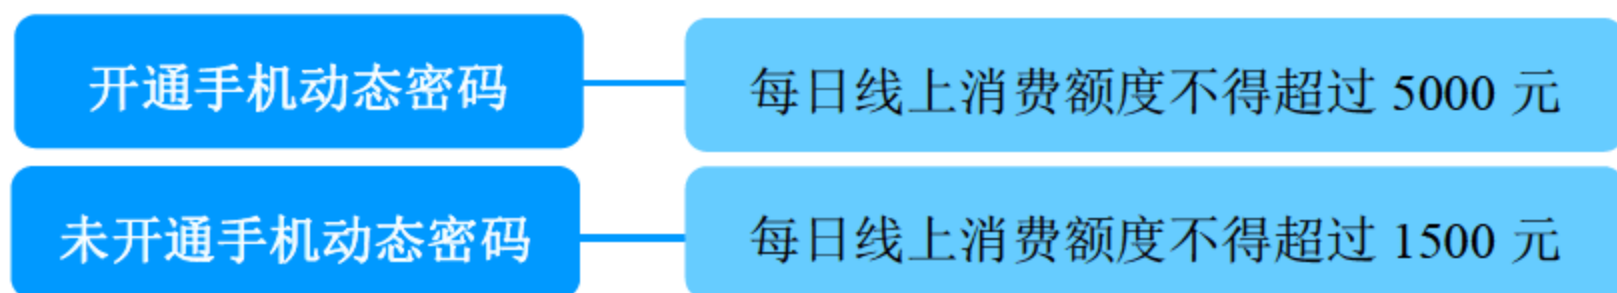 开通手机动态密码
每日线上消费额度不得超过 5000 元
未开通手机动态密码
每日线上消费额度不得超过 1500 元